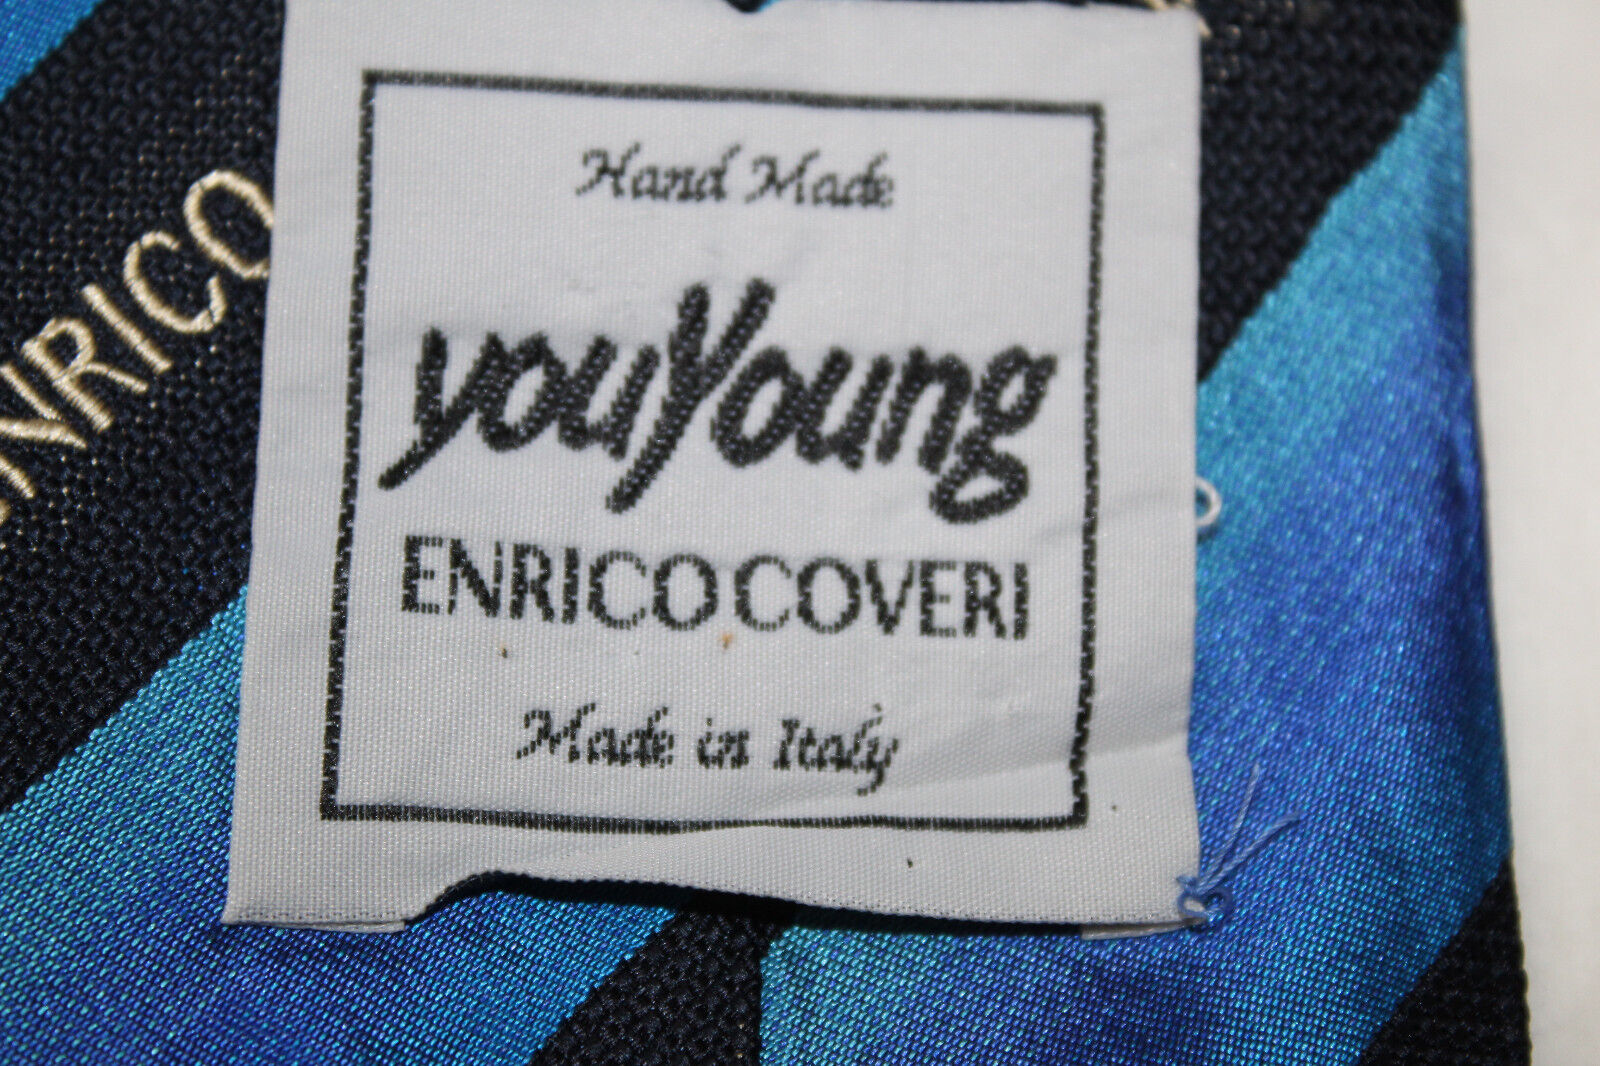 Hand Made
youYoung
ENRICO COVERI
Made in Italy
ENRICO